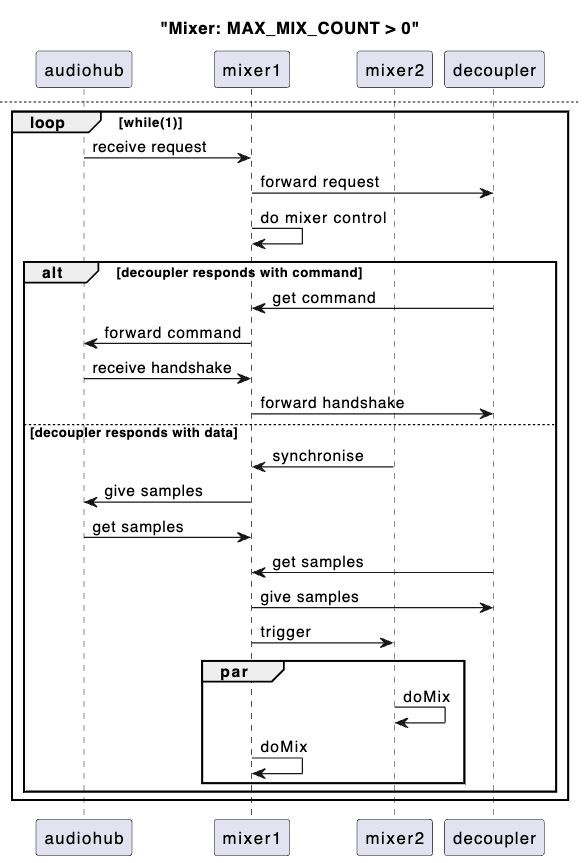 "Mixer: MAX_MIX_COUNT > 0"
audiohub mixer1 mixer2 decoupler
loop [while(1)]
receive request
forward request
do mixer control
alt [decoupler responds with command]
get command
forward command
receive handshake
forward handshake
[decoupler responds with data]
synchronise
give samples
get samples
get samples
give samples
trigger
par
doMix
doMix
audiohub mixer1 mixer2 decoupler